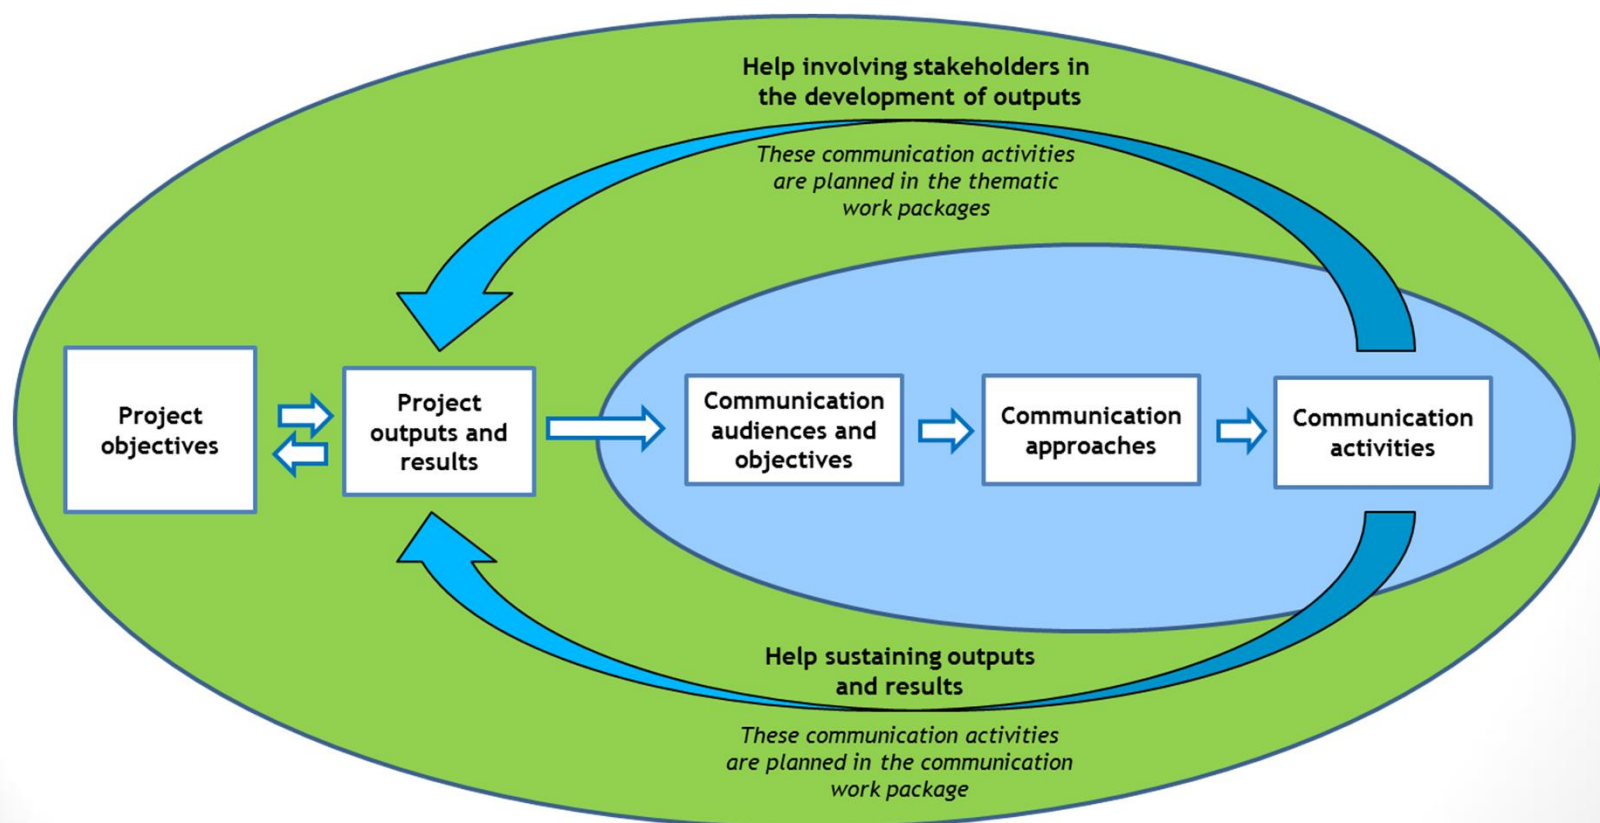 Help involving stakeholders in
the development of outputs
These communication activities
are planned in the thematic
work packages
Project
objectives
Project
outputs and
results
Communication
audiences and
objectives
Communication
approaches
Communication
activities
Help sustaining outputs
and results
These communication activities
are planned in the communication
work package